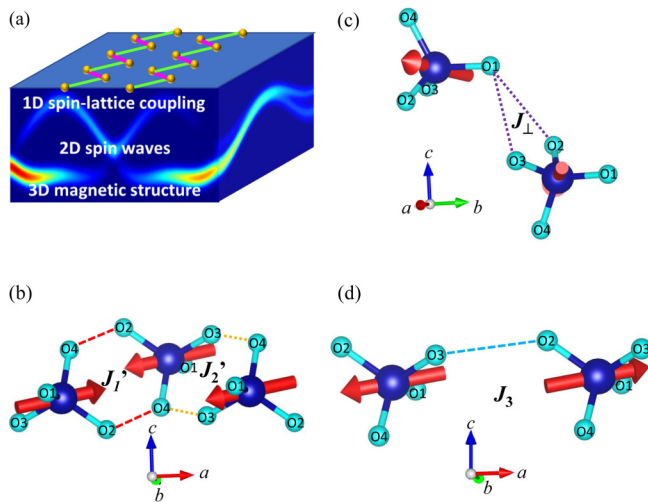 (a)
1D spin-lattice coupling
2D spin waves
3D magnetic structure
(c)
O4
O1
O3
O2
J⊥
O2
O3
O1
O4
c
a
b
(b)
O4
O2
O3
O4
O1
J1'
O1
J2'
O1
O3
O2
O4
O3
O2
c
a
b
(d)
O2
O3
O2
O3
O1
O1
O4
J3
O4
c
a
b